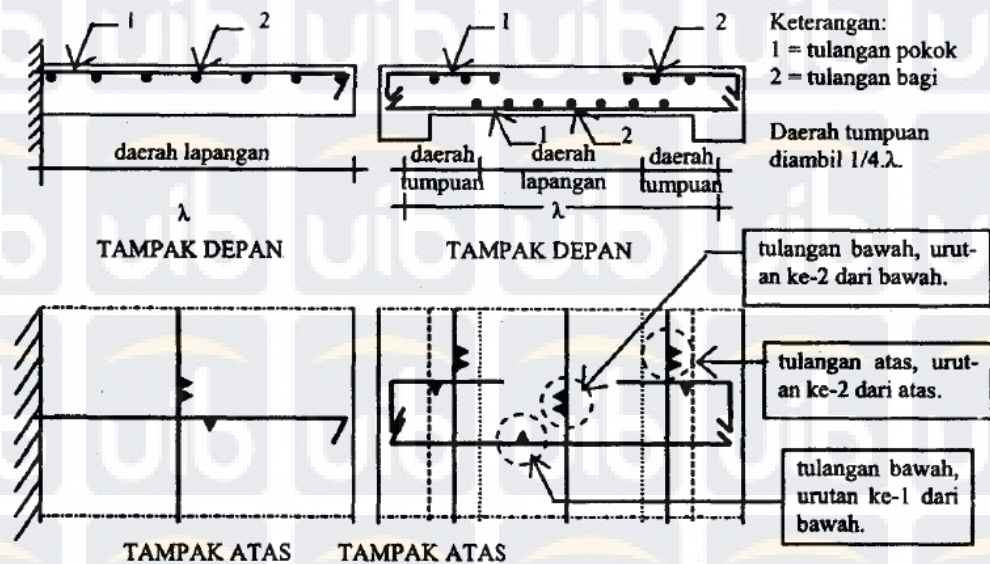 1
2
1
2
Keterangan:
1 = tulangan pokok
2 = tulangan bagi
Daerah tumpuan
diambil 1/4.λ.
daerah lapangan
λ
TAMPAK DEPAN
1
2
daerah
tumpuan
daerah
lapangan
daerah
tumpuan
λ
TAMPAK DEPAN
tulangan bawah, urut-
an ke-2 dari bawah.
tulangan atas, urut-
an ke-2 dari atas.
tulangan bawah,
urutan ke-1 dari
bawah.
TAMPAK ATAS
TAMPAK ATAS
uib